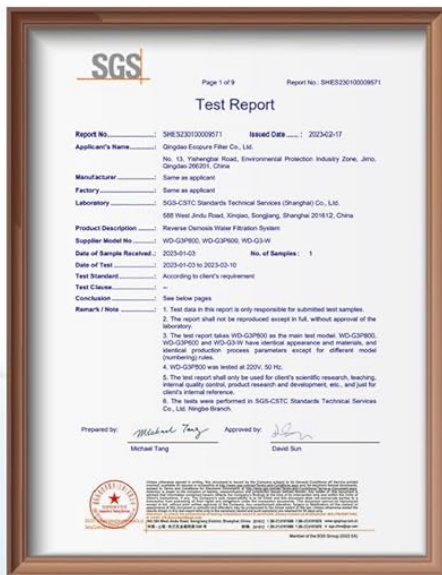 SGS
Page 1 of 9 Report No.: SHES230100009571
Test Report
Report No.: SHES230100009571 Issued Date: 2023-02-17
Applicant's Name: Qingdao Ecopure Filter Co., Ltd.
No. 13, Yishengbai Road, Environmental Protection Industry Zone, Jimo,
Qingdao 266201, China
Manufacturer: Same as applicant
Factory: Same as applicant
Laboratory: SGS-CSTC Standards Technical Services (Shanghai) Co., Ltd.
588 West Jindu Road, Xinqiao, Songjiang, Shanghai 201612, China
Product Description: Reverse Osmosis Water Filtration System
Supplier Model No: WD-G3P800, WD-G3P600, WD-G3-W
Date of Sample Received: 2023-01-03 No. of Samples: 1
Date of Test: 2023-01-03 to 2023-02-10
Test Standard: According to client's requirement
Test Clause: --
Conclusion: See below pages
Remark / Note: 1. Test data in this report is only responsible for submitted test samples.
2. The report shall not be reproduced except in full, without approval of the
laboratory.
3. The test report takes WD-G3P800 as the main test model. WD-G3P800,
WD-G3P600 and WD-G3-W have identical appearance and materials, and
identical production process parameters except for different model
(numbering) rules.
4. WD-G3P800 was tested at 220V, 50 Hz.
5. The test report shall only be used for client's scientific research, teaching,
internal quality control, product research and development, etc., and just for
client's internal reference.
6. The tests were performed in SGS-CSTC Standards Technical Services
Co., Ltd. Ningbo Branch.
Prepared by: Michael Tang Approved by:
Michael Tang David Sun
Member of the SGS Group (SGS SA)